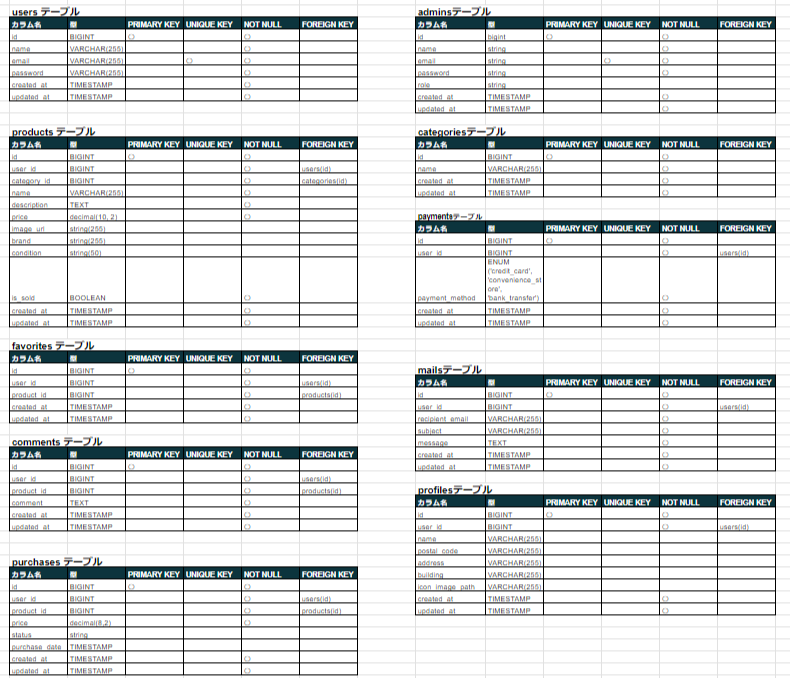 users テーブル
カラム名 型 PRIMARY KEY UNIQUE KEY NOT NULL FOREIGN KEY
id BIGINT ○ ○
name VARCHAR(255) ○
email VARCHAR(255) ○ ○
password VARCHAR(255) ○
created_at TIMESTAMP ○
updated_at TIMESTAMP ○
products テーブル
カラム名 型 PRIMARY KEY UNIQUE KEY NOT NULL FOREIGN KEY
id BIGINT ○ ○
user_id BIGINT ○ users(id)
category_id BIGINT ○ categories(id)
name VARCHAR(255) ○
description TEXT ○
price decimal(10, 2) ○
image_url string(255)
brand string(255)
condition string(50)
is_sold BOOLEAN ○
created_at TIMESTAMP ○
updated_at TIMESTAMP ○
favorites テーブル
カラム名 型 PRIMARY KEY UNIQUE KEY NOT NULL FOREIGN KEY
id BIGINT ○ ○
user_id BIGINT ○ users(id)
product_id BIGINT ○ products(id)
created_at TIMESTAMP ○
updated_at TIMESTAMP ○
comments テーブル
カラム名 型 PRIMARY KEY UNIQUE KEY NOT NULL FOREIGN KEY
id BIGINT ○ ○
user_id BIGINT ○ users(id)
product_id BIGINT ○ products(id)
comment TEXT ○
created_at TIMESTAMP ○
updated_at TIMESTAMP ○
purchases テーブル
カラム名 型 PRIMARY KEY UNIQUE KEY NOT NULL FOREIGN KEY
id BIGINT ○ ○
user_id BIGINT ○ users(id)
product_id BIGINT ○ products(id)
price decimal(8,2) ○
status string
purchase_date TIMESTAMP
created_at TIMESTAMP ○
updated_at TIMESTAMP ○
adminsテーブル
カラム名 型 PRIMARY KEY UNIQUE KEY NOT NULL FOREIGN KEY
id bigint ○ ○
name string ○
email string ○ ○
password string ○
role string
created_at TIMESTAMP ○
updated_at TIMESTAMP ○
categoriesテーブル
カラム名 型 PRIMARY KEY UNIQUE KEY NOT NULL FOREIGN KEY
id BIGINT ○ ○
name VARCHAR(255) ○
created_at TIMESTAMP ○
updated_at TIMESTAMP ○
paymentsテーブル
カラム名 型 PRIMARY KEY UNIQUE KEY NOT NULL FOREIGN KEY
id BIGINT ○ ○
user_id BIGINT ○ users(id)
ENUM
('credit_card',
'convenience_st
ore',
payment_method 'bank_transfer') ○
created_at TIMESTAMP ○
updated_at TIMESTAMP ○
mailsテーブル
カラム名 型 PRIMARY KEY UNIQUE KEY NOT NULL FOREIGN KEY
id BIGINT ○ ○
user_id BIGINT ○ users(id)
recipient_email VARCHAR(255) ○
subject VARCHAR(255) ○
message TEXT ○
created_at TIMESTAMP ○
updated_at TIMESTAMP ○
profilesテーブル
カラム名 型 PRIMARY KEY UNIQUE KEY NOT NULL FOREIGN KEY
id BIGINT ○ ○
user_id BIGINT ○ users(id)
name VARCHAR(255)
postal_code VARCHAR(255)
address VARCHAR(255)
building VARCHAR(255)
icon_image_path VARCHAR(255)
created_at TIMESTAMP ○
updated_at TIMESTAMP ○